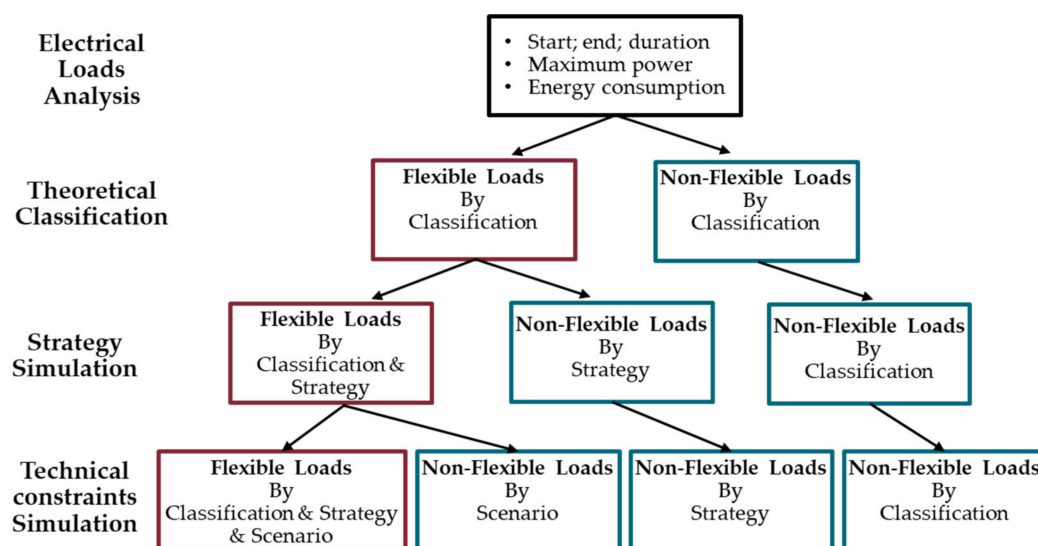 Electrical
Loads
Analysis
• Start; end; duration
• Maximum power
• Energy consumption
Theoretical
Classification
Flexible Loads
By
Classification
Non-Flexible Loads
By
Classification
Strategy
Simulation
Flexible Loads
By
Classification &
Strategy
Non-Flexible Loads
By
Strategy
Non-Flexible Loads
By
Classification
Technical
constraints
Simulation
Flexible Loads
By
Classification & Strategy
& Scenario
Non-Flexible Loads
By
Scenario
Non-Flexible Loads
By
Strategy
Non-Flexible Loads
By
Classification